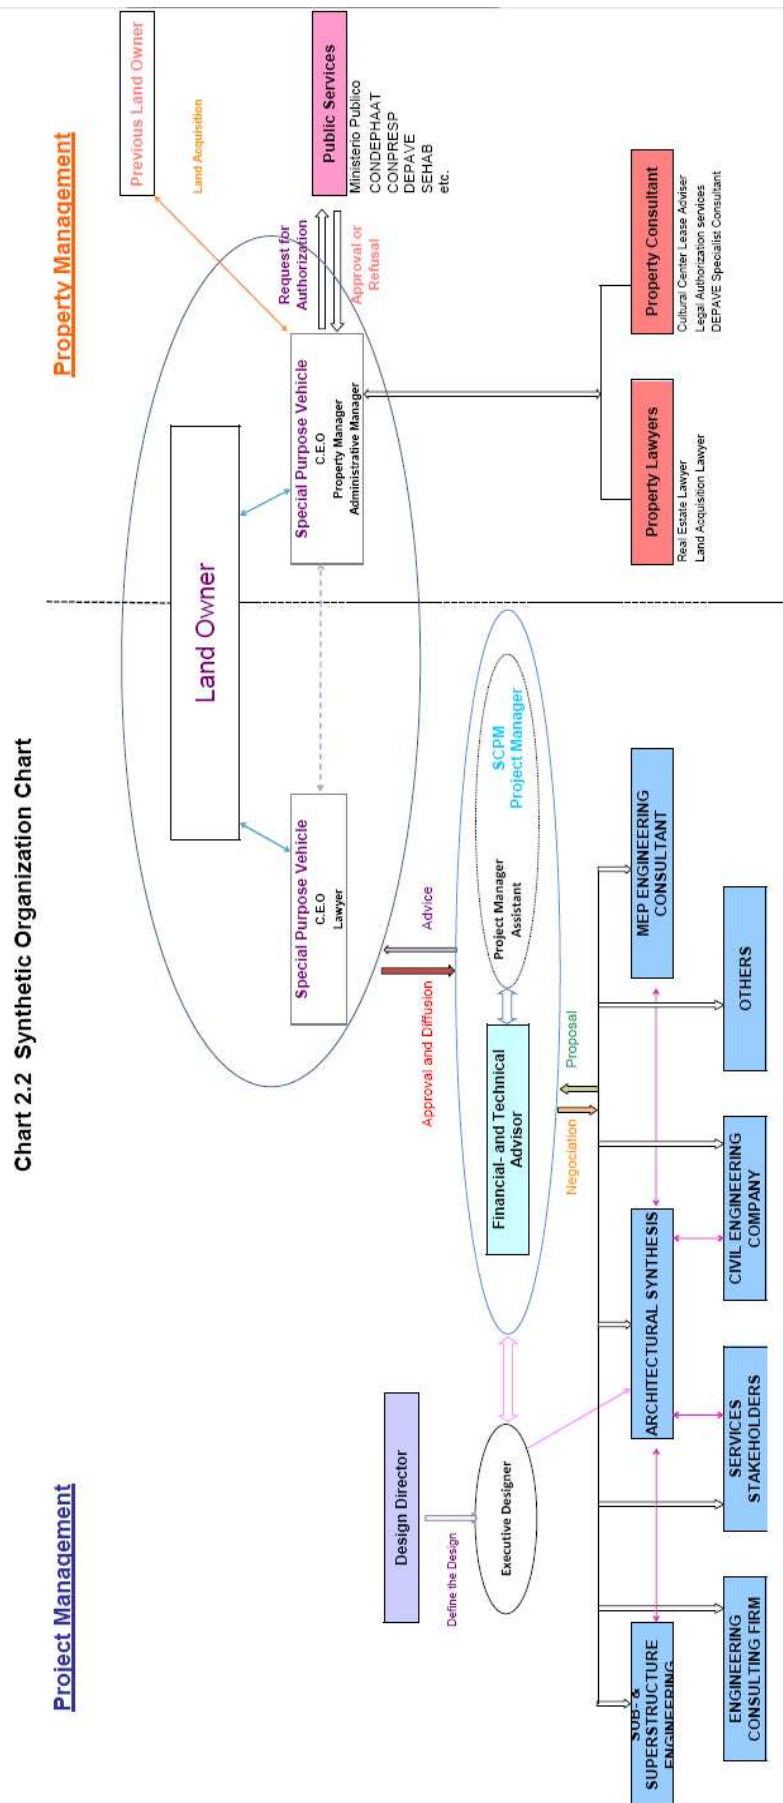 Chart 2.2  Synthetic Organization Chart
Project Management
Property Management
Previous Land Owner
Land Acquisition
Land Owner
Public Services
Ministerio Publico
CONDEPHAAT
CONPRESP
DEPAVE
SEHAB
etc.
Request for
Authorization
Approval or
Refusal
Special Purpose Vehicle
C.E.O
Lawyer
Special Purpose Vehicle
C.E.O
Property Manager
Administrative Manager
Design Director
Define the Design
Executive Designer
Approval and Diffusion
Advice
Financial- and Technical
Advisor
Project Manager
Assistant
SCPM
Project Manager
Negociation
Proposal
Property Lawyers
Real Estate Lawyer
Land Acquisition Lawyer
Property Consultant
Cultural Center Lease Adviser
Legal Authorization services
DEPAVE Specialist Consultant
SUB- &
SUPERSTRUCTURE
ENGINEERING
ARCHITECTURAL SYNTHESIS
MEP ENGINEERING
CONSULTANT
ENGINEERING
CONSULTING FIRM
SERVICES
STAKEHOLDERS
CIVIL ENGINEERING
COMPANY
OTHERS